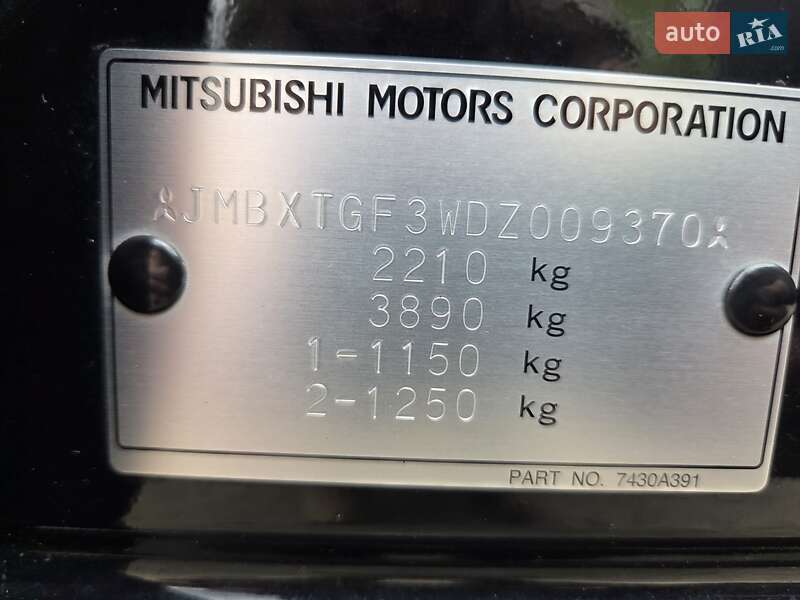 auto RIA.com
MITSUBISHI MOTORS CORPORATION
JMBXTGF3WDZ009370
2210 kg
3890 kg
1-1150 kg
2-1250 kg
PART NO. 7430A391